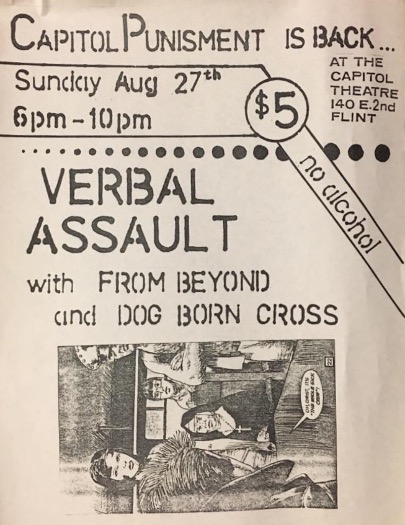 CAPITOL PUNISMENT IS BACK...
Sunday Aug 27th
6pm-10pm
$5
AT THE
CAPITOL
THEATRE
140 E. 2nd
FLINT
no alcohol
VERBAL
ASSAULT
with FROM BEYOND
and DOG BORN CROSS